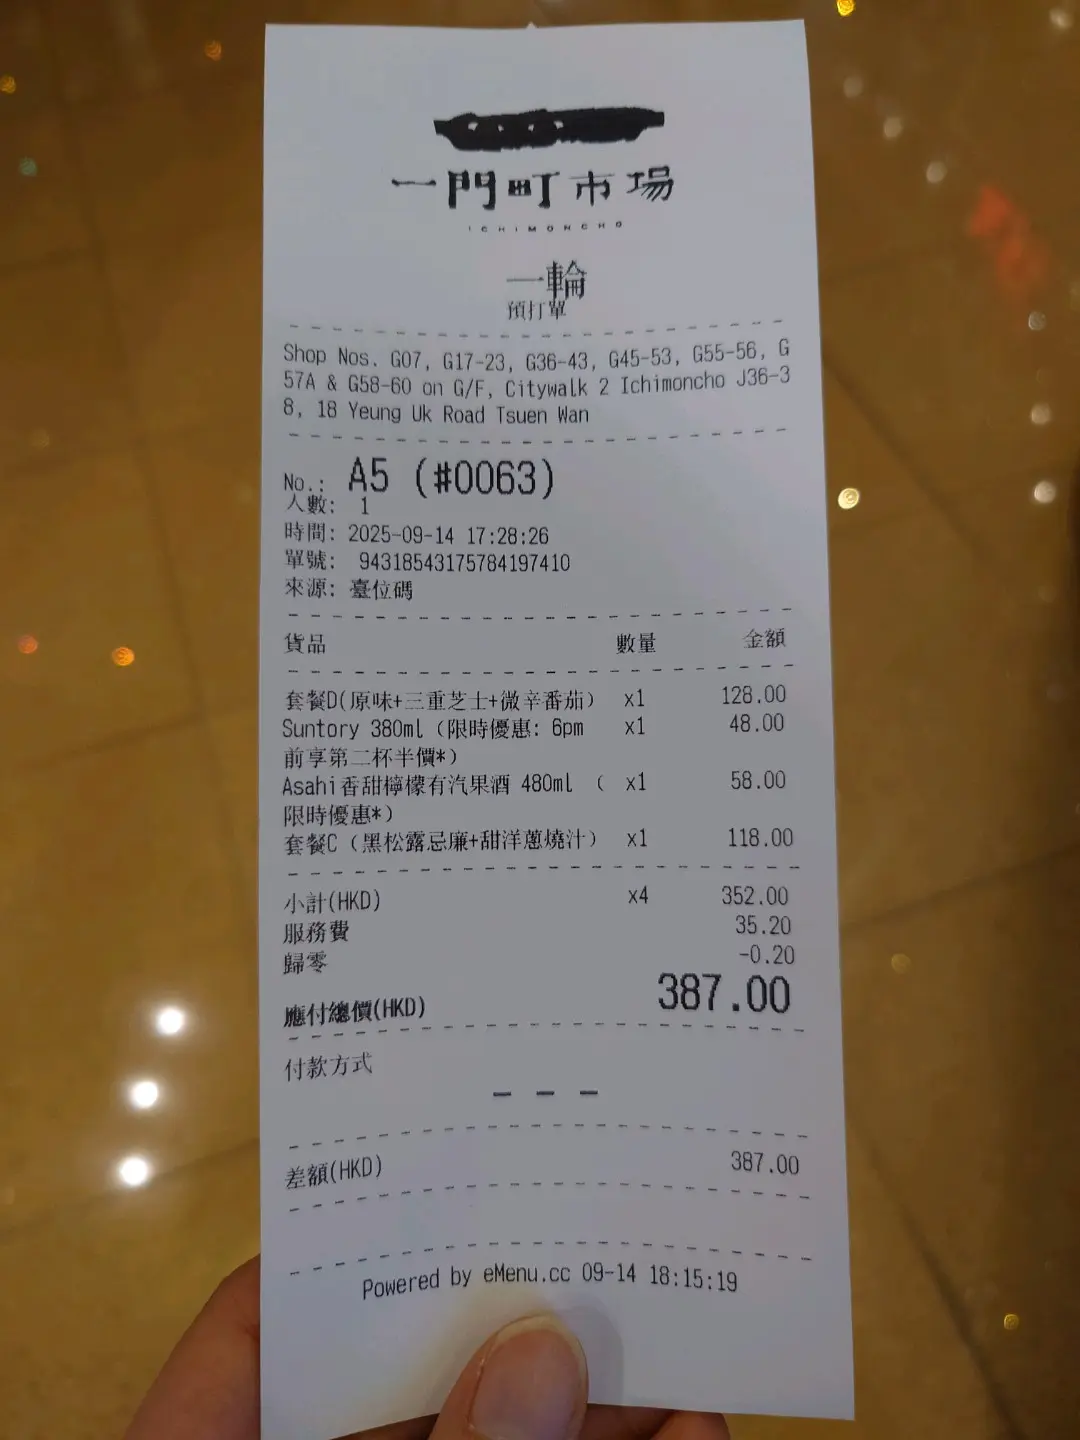 一門町市場
ICHIMONCHO
一輪
預打單
Shop Nos. G07, G17-23, G36-43, G45-53, G55-56, G
57A & G58-60 on G/F, Citywalk 2 Ichimoncho J36-3
8, 18 Yeung Uk Road Tsuen Wan
No.: A5 (#0063)
人數: 1
時間: 2025-09-14 17:28:26
單號: 94318543175784197410
來源: 臺位碼
貨品 數量 金額
套餐D(原味+三重芝士+微辛番茄) x1 128.00
Suntory 380ml (限時優惠: 6pm x1 48.00
前享第二杯半價*)
Asahi香甜檸檬有汽果酒 480ml ( x1 58.00
限時優惠*)
套餐C (黑松露忌廉+甜洋蔥燒汁) x1 118.00
小計(HKD) x4 352.00
服務費 35.20
歸零 -0.20
應付總價(HKD) 387.00
付款方式
---
差額(HKD) 387.00
Powered by eMenu.cc 09-14 18:15:19